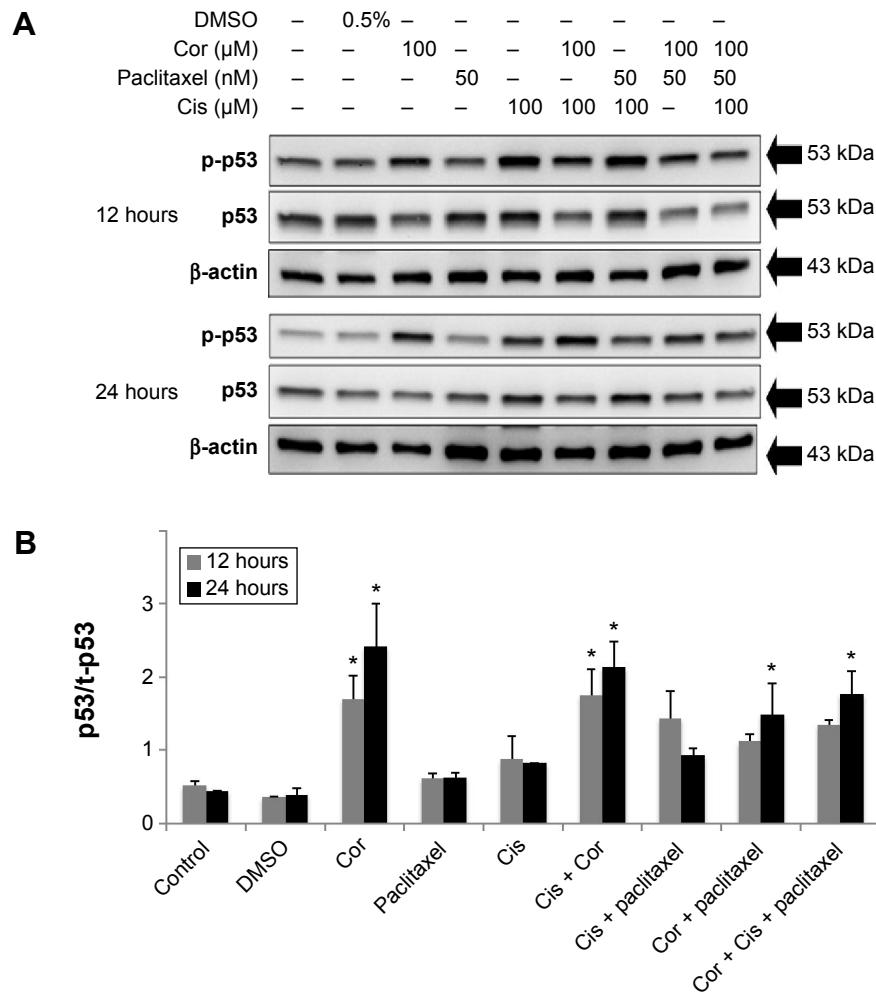 A
DMSO – 0.5% – – – – – – –
Cor (µM) – – 100 – – 100 – 100 100
Paclitaxel (nM) – – – 50 – – 50 50 50
Cis (µM) – – – – 100 100 100 – 100
p-p53 53 kDa
12 hours p53 53 kDa
β-actin 43 kDa
p-p53 53 kDa
24 hours p53 53 kDa
β-actin 43 kDa
B
12 hours
24 hours
p53/t-p53
3
2
1
0
* * * * * *
Control
DMSO
Cor
Paclitaxel
Cis
Cis + Cor
Cis + paclitaxel
Cor + paclitaxel
Cor + Cis + paclitaxel